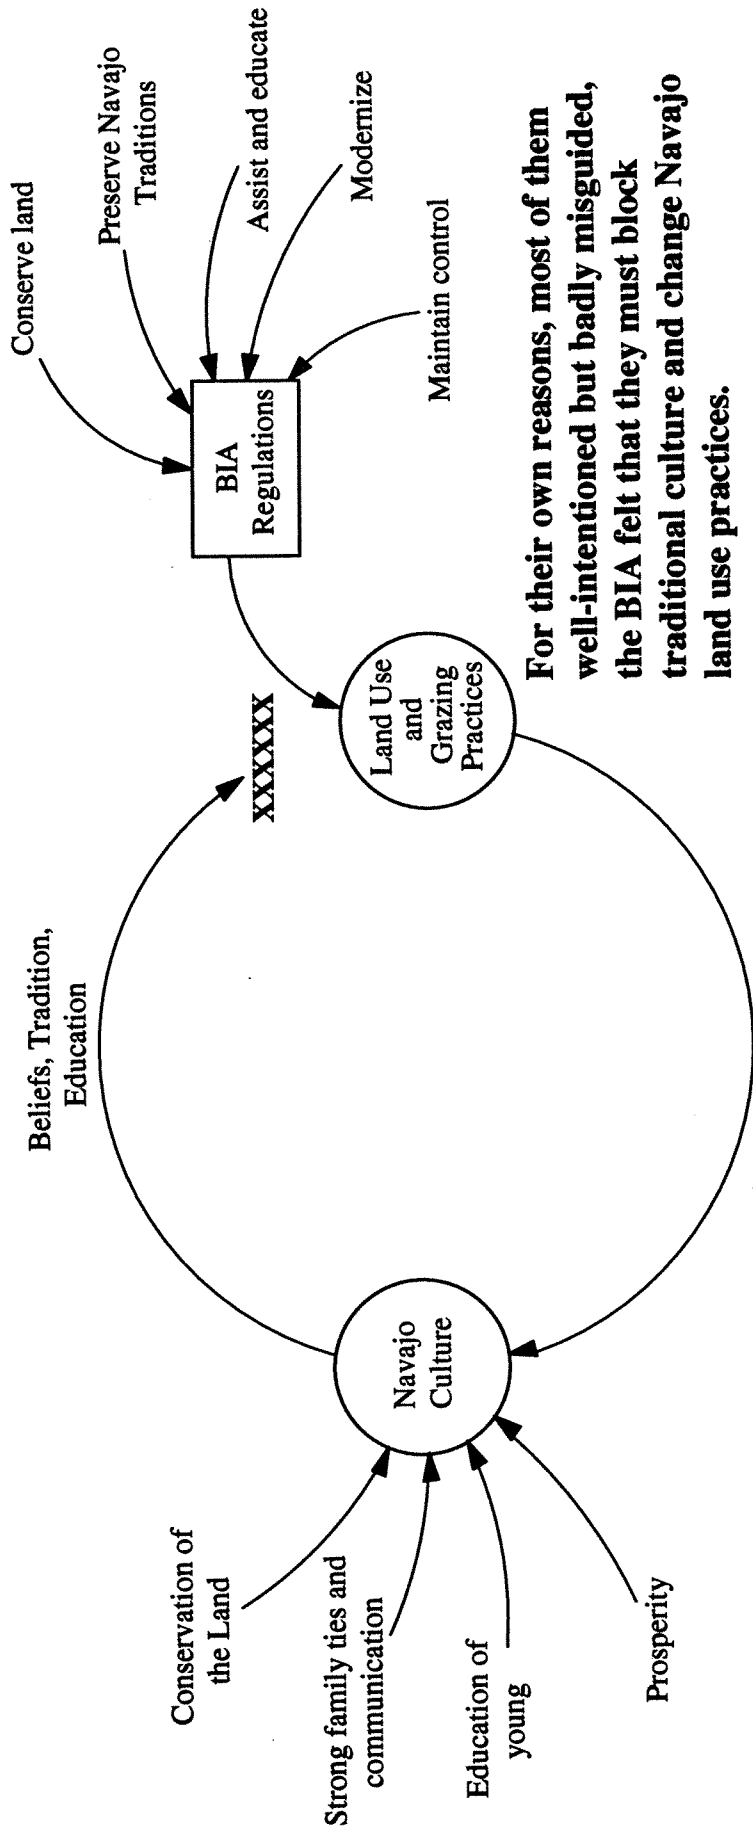 Conservation of
the Land
Strong family ties and
communication
Education of
young
Prosperity
Navajo
Culture
Beliefs, Tradition,
Education
XXXXXX
Land Use
and
Grazing
Practices
BIA
Regulations
Conserve land
Preserve Navajo
Traditions
Assist and educate
Modernize
Maintain control
For their own reasons, most of them
well-intentioned but badly misguided,
the BIA felt that they must block
traditional culture and change Navajo
land use practices.